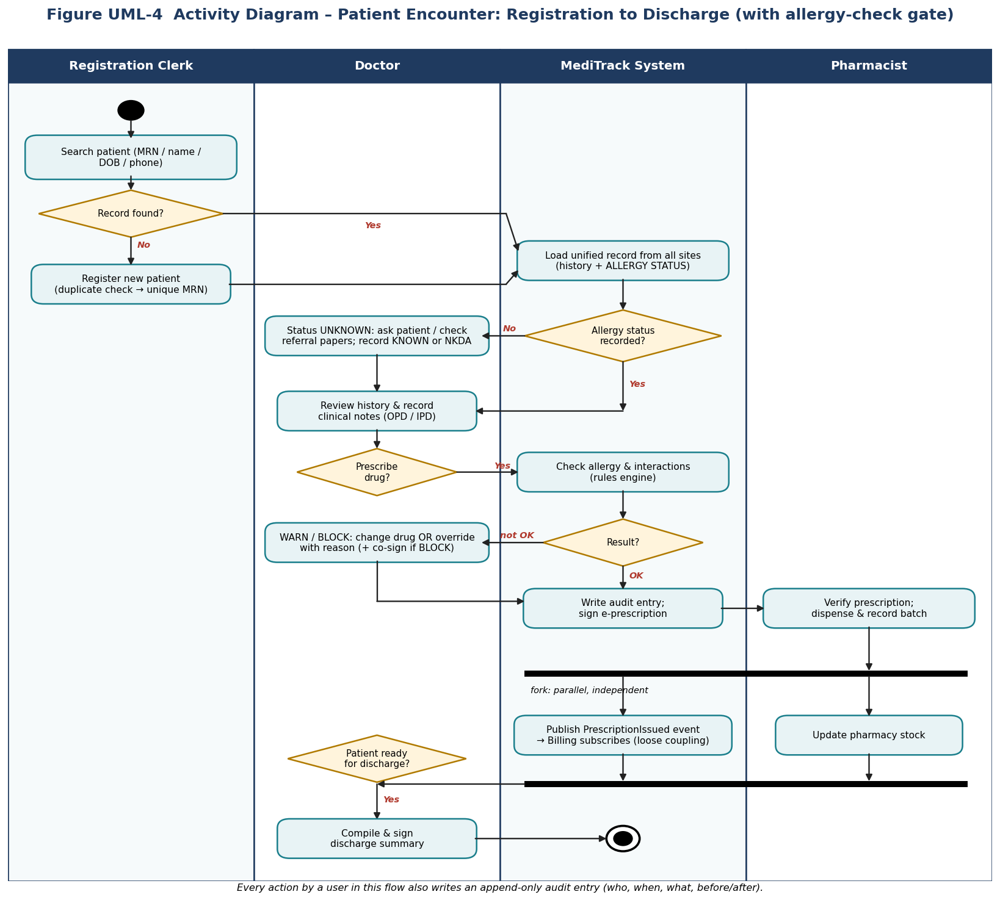 Figure UML-4  Activity Diagram – Patient Encounter: Registration to Discharge (with allergy-check gate)
Registration Clerk
Doctor
MediTrack System
Pharmacist
Search patient (MRN / name /
DOB / phone)
Record found?
Yes
No
Load unified record from all sites
(history + ALLERGY STATUS)
Register new patient
(duplicate check → unique MRN)
Status UNKNOWN: ask patient / check
referral papers; record KNOWN or NKDA
No
Allergy status
recorded?
Yes
Review history & record
clinical notes (OPD / IPD)
Prescribe
drug?
Yes
Check allergy & interactions
(rules engine)
WARN / BLOCK: change drug OR override
with reason (+ co-sign if BLOCK)
not OK
Result?
OK
Write audit entry;
sign e-prescription
Verify prescription;
dispense & record batch
fork: parallel, independent
Publish PrescriptionIssued event
→ Billing subscribes (loose coupling)
Update pharmacy stock
Patient ready
for discharge?
Yes
Compile & sign
discharge summary
Every action by a user in this flow also writes an append-only audit entry (who, when, what, before/after).